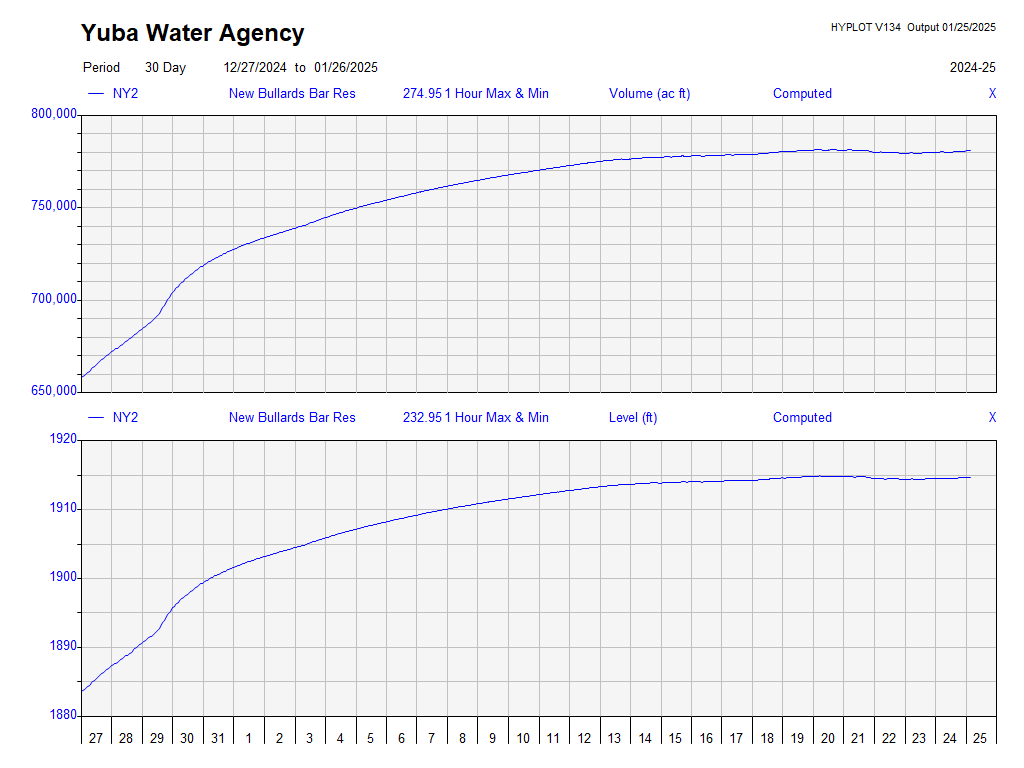 Yuba Water Agency
HYPLOT V134 Output 01/25/2025
Period 30 Day 12/27/2024 to 01/26/2025 2024-25
NY2 New Bullards Bar Res 274.95 1 Hour Max & Min Volume (ac ft) Computed X
800,000
750,000
700,000
650,000
NY2 New Bullards Bar Res 232.95 1 Hour Max & Min Level (ft) Computed X
1920
1910
1900
1890
1880
27 28 29 30 31 1 2 3 4 5 6 7 8 9 10 11 12 13 14 15 16 17 18 19 20 21 22 23 24 25